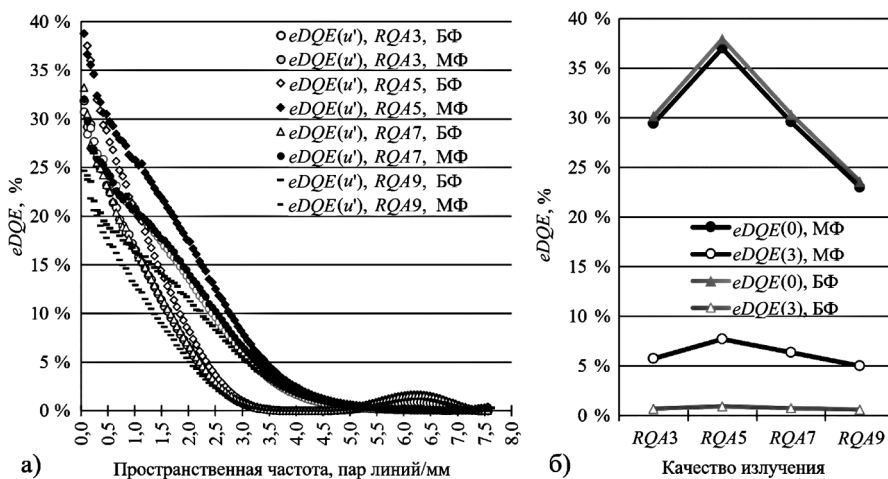 40 %
35 %
30 %
25 %
20 %
15 %
10 %
5 %
0 %
eDQE, %
eDQE(u'), RQA3, БФ
eDQE(u'), RQA3, МФ
eDQE(u'), RQA5, БФ
eDQE(u'), RQA5, МФ
eDQE(u'), RQA7, БФ
eDQE(u'), RQA7, МФ
eDQE(u'), RQA9, БФ
eDQE(u'), RQA9, МФ
0,0 0,5 1,0 1,5 2,0 2,5 3,0 3,5 4,0 4,5 5,0 5,5 6,0 6,5 7,0 7,5 8,0
Пространственная частота, пар линий/мм
а)
40 %
35 %
30 %
25 %
20 %
15 %
10 %
5 %
0 %
eDQE, %
eDQE(0), МФ
eDQE(3), МФ
eDQE(0), БФ
eDQE(3), БФ
RQA3 RQA5 RQA7 RQA9
Качество излучения
б)